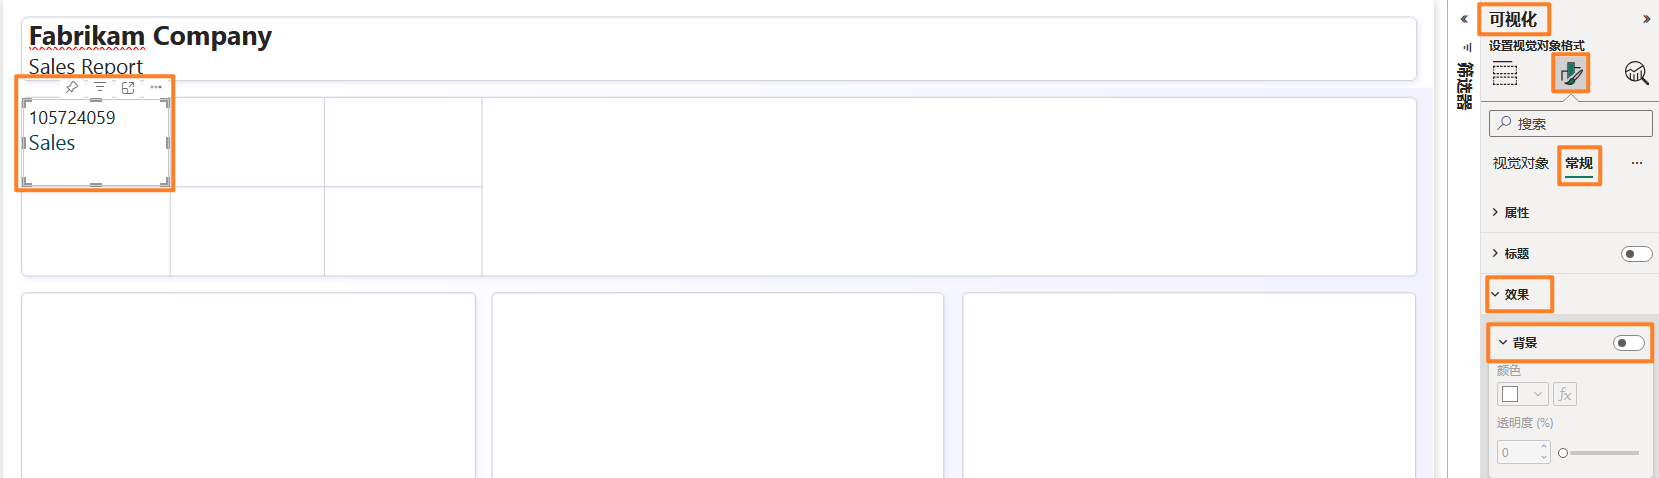 Fabrikam Company
Sales Report
105724059
Sales
筛选器
可视化
设置视觉对象格式
搜索
视觉对象
常规
属性
标题
效果
背景
颜色
fx
透明度 (%)
0